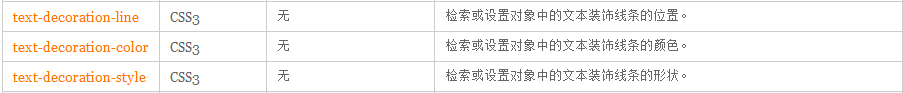 text-decoration-line CSS3 无 检索或设置对象中的文本装饰线条的位置。
text-decoration-color CSS3 无 检索或设置对象中的文本装饰线条的颜色。
text-decoration-style CSS3 无 检索或设置对象中的文本装饰线条的形状。